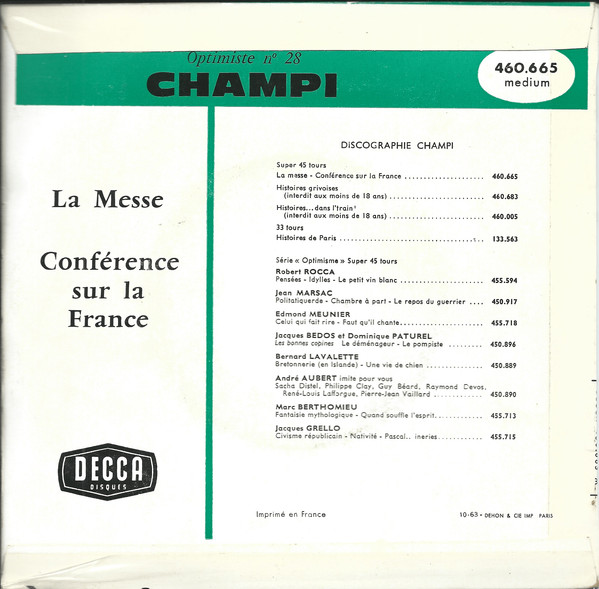 Optimiste nº 28
CHAMPI
460.665
medium
La Messe
Conférence
sur la
France
DECCA
DISQUES
DISCOGRAPHIE CHAMPI
Super 45 tours
La messe - Conférence sur la France ..................... 460.665
Histoires grivoises
(interdit aux moins de 18 ans) ......................... 460.683
Histoires... dans l'train'
(interdit aux moins de 18 ans) ......................... 460.005
33 tours
Histoires de Paris .................................. 133.563
Série « Optimisme » Super 45 tours
Robert ROCCA
Pensées - Idylles - Le petit vin blanc ..................... 455.594
Jean MARSAC
Politatiquerde - Chambre à part - Le repos du guerrier .... 450.917
Edmond MEUNIER
Celui qui fait rire - Faut qu'il chante..................... 455.718
Jacques BEDOS et Dominique PATUREL
Les bonnes copines Le déménageur - Le pompiste ......... 450.896
Bernard LAVALETTE
Bretonnerie (en Islande) - Une vie de chien ............... 450.889
André AUBERT imite pour vous
Sacha Distel, Philippe Clay, Guy Béard, Raymond Devos,
René-Louis Lafforgue, Pierre-Jean Vaillard ............... 450.890
Marc BERTHOMIEU
Fantaisie mythologique - Quand souffle l'esprit............ 455.713
Jacques GRELLO
Civisme républicain - Nativité - Pascal.. ineries............ 455.715
Imprimé en France
10-63 • DEHON & CIE IMP PARIS